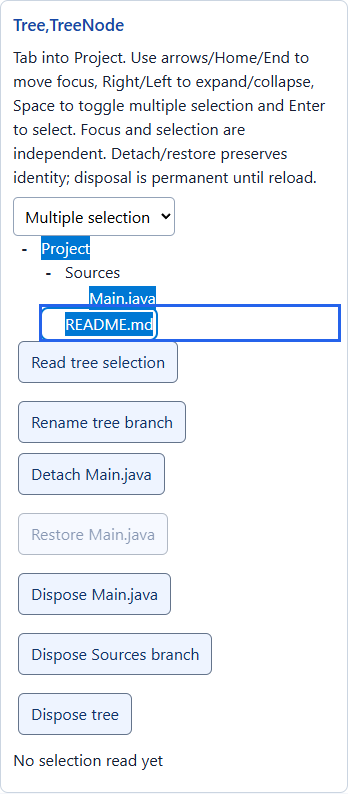 Tree,TreeNode
Tab into Project. Use arrows/Home/End to
move focus, Right/Left to expand/collapse,
Space to toggle multiple selection and Enter
to select. Focus and selection are
independent. Detach/restore preserves
identity; disposal is permanent until reload.
Multiple selection
- Project
- Sources
Main.java
README.md
Read tree selection
Rename tree branch
Detach Main.java
Restore Main.java
Dispose Main.java
Dispose Sources branch
Dispose tree
No selection read yet